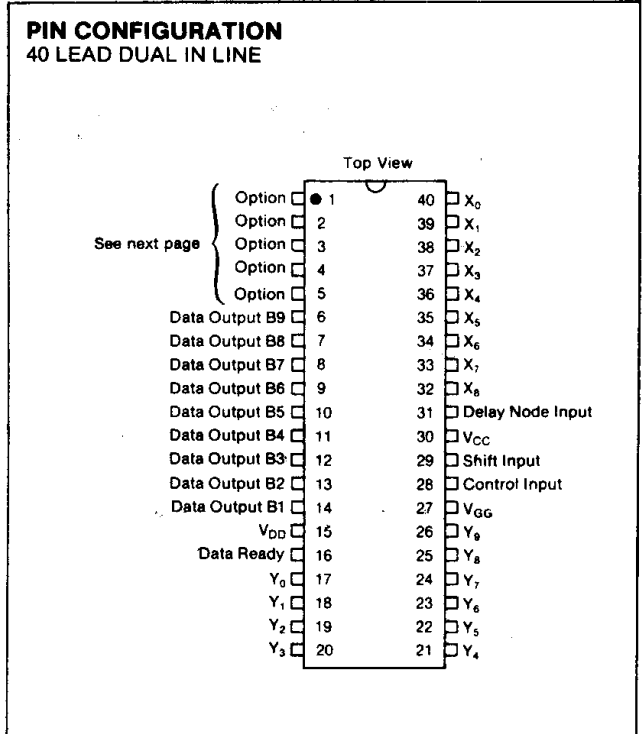 PIN CONFIGURATION
40 LEAD DUAL IN LINE
Top View
See next page
Option 1 40 X₀
Option 2 39 X₁
Option 3 38 X₂
Option 4 37 X₃
Option 5 36 X₄
Data Output B9 6 35 X₅
Data Output B8 7 34 X₆
Data Output B7 8 33 X₇
Data Output B6 9 32 X₈
Data Output B5 10 31 Delay Node Input
Data Output B4 11 30 VCC
Data Output B3 12 29 Shift Input
Data Output B2 13 28 Control Input
Data Output B1 14 27 VGG
VDD 15 26 Y₉
Data Ready 16 25 Y₈
Y₀ 17 24 Y₇
Y₁ 18 23 Y₆
Y₂ 19 22 Y₅
Y₃ 20 21 Y₄